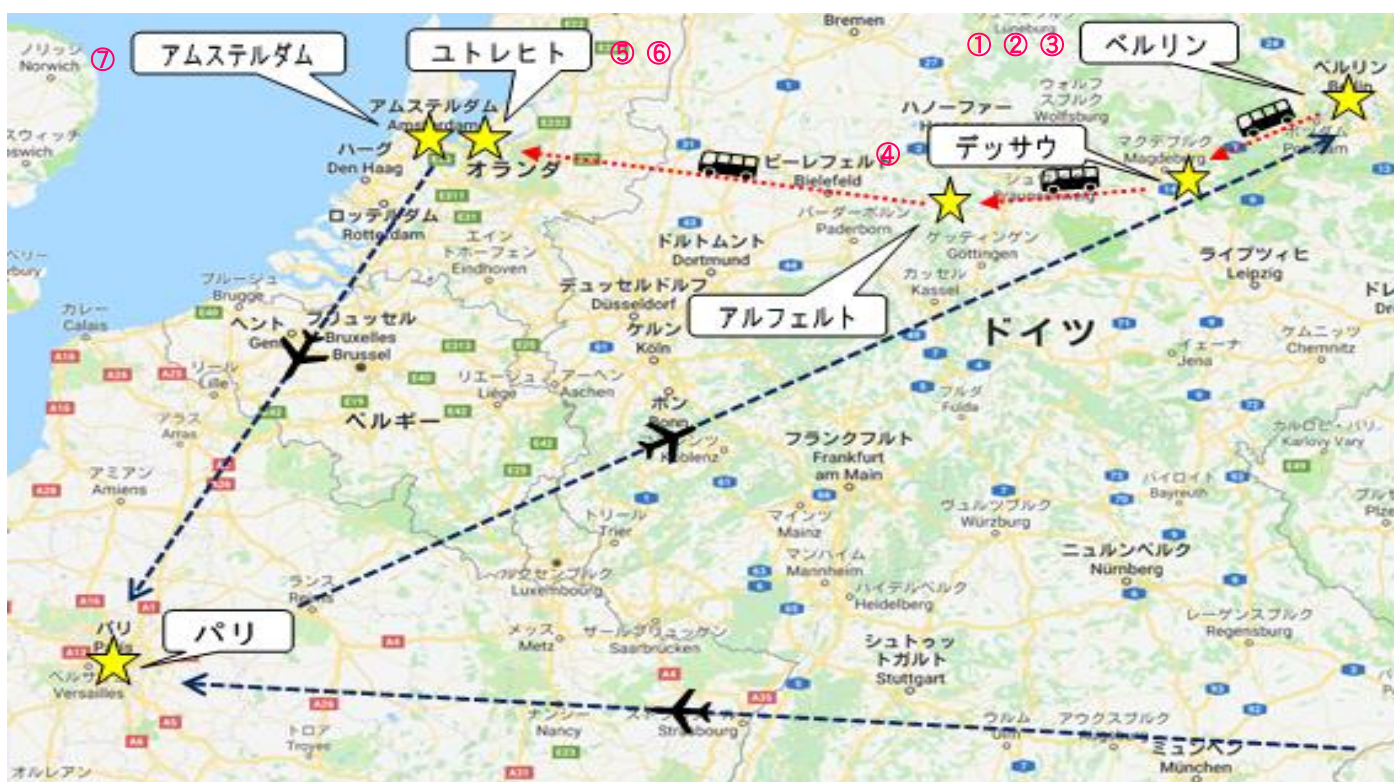 ⑦
アムステルダム
ユトレヒト
⑤ ⑥
① ② ③
ベルリン
ノリッジ
Norwich
ブレーメン
Bremen
ベルリン
アムステルダム
Amsterdam
ハノーファー
ウォルフ
スブルク
Wolfsburg
ハーグ
Den Haag
オランダ
④
デッサウ
マクデブルク
Magdeburg
ビーレフェルト
Bielefeld
ロッテルダム
Rotterdam
パーダーボルン
Paderborn
エイン
トホーフェン
Eindhoven
ドルトムント
Dortmund
ゲッティンゲン
Göttingen
ライプツィヒ
Leipzig
ブルージュ
Brugge
カッセル
Kassel
カレー
Calais
デュッセルドルフ
Düsseldorf
アルフェルト
ドイツ
ヘント
ブリュッセル
Bruxelles
Brussel
ケルン
Köln
ケムニッツ
Chemnitz
イェーナ
Jena
リール
Lille
リエージュ
Liège
アーヘン
Aachen
フルダ
Fulda
ベルギー
ボン
アラス
Arras
Koblenz
フランクフルト
Frankfurt
am Main
カルロビ・バリ
Karlovy Vary
アミアン
Amiens
バイロイト
Bayreuth
トリール
Trier
マインツ
Mainz
ヴュルツブルク
Würzburg
マンハイム
Mannheim
ニュルンベルク
Nürnberg
ルクセンブルク
Luxembourg
ランス
ハイデルベルク
Heidelberg
パリ
パリ
メッス
Metz
ザールブリュッケン
Saarbrücken
レーゲンスブルク
Regensburg
シュトゥッ
トガルト
Stuttgart
Versailles
ナンシー
Nancy
Strasbourg
トロア
Troyes
ウルム
アウクスブルク
ミュンヘン
München
オルレアン